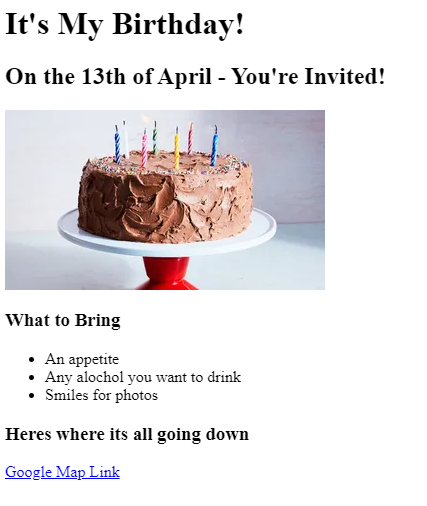 It's My Birthday!
On the 13th of April - You're Invited!
What to Bring
An appetite
Any alochol you want to drink
Smiles for photos
Heres where its all going down
Google Map Link